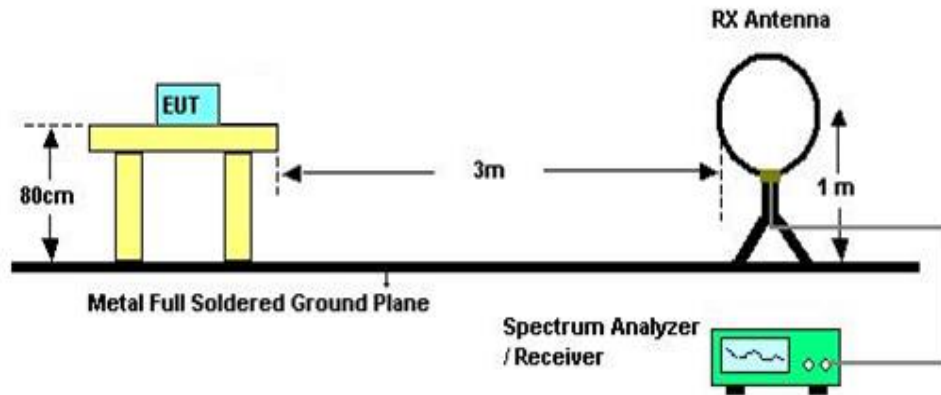 RX Antenna
EUT
3m
80cm
1 m
Metal Full Soldered Ground Plane
Spectrum Analyzer
/ Receiver